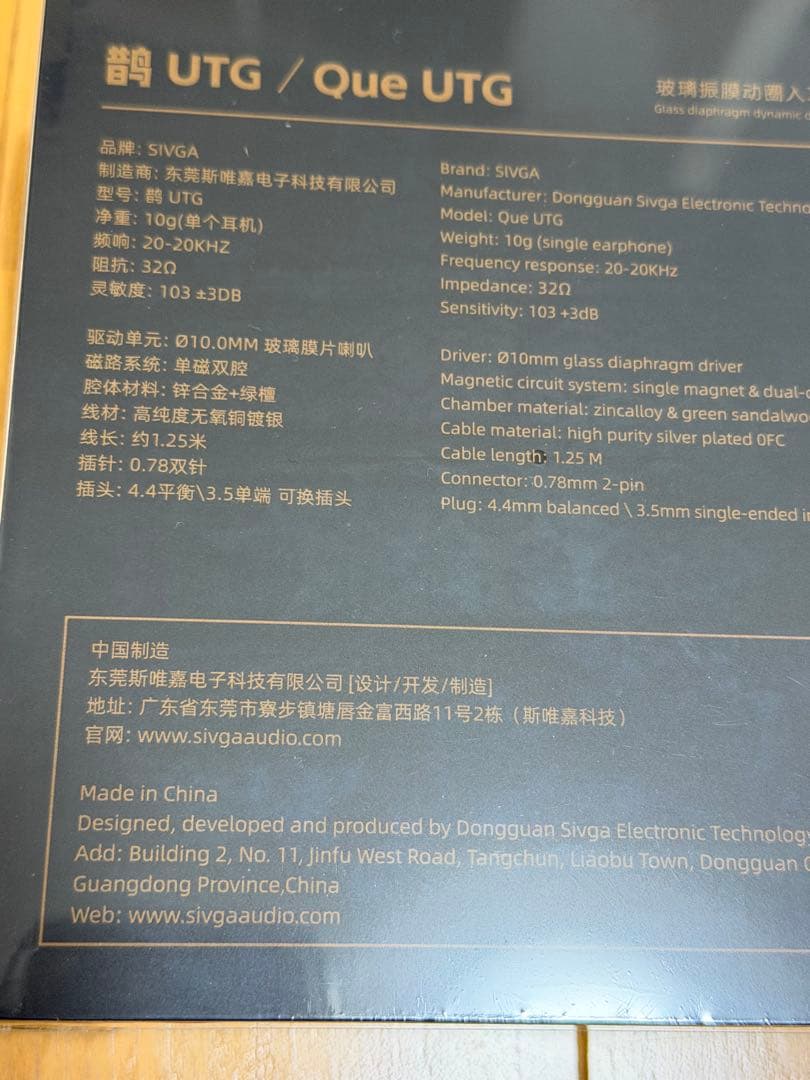 鹊 UTG / Que UTG
玻璃振膜动圈入
Glass diaphragm dynamic
品牌: SIVGA
制造商: 东莞斯唯嘉电子科技有限公司
型号: 鹊 UTG
净重: 10g(单个耳机)
频响: 20-20KHZ
阻抗: 32Ω
灵敏度: 103 ±3DB
驱动单元: Ø10.0MM 玻璃膜片喇叭
磁路系统: 单磁双腔
腔体材料: 锌合金+绿檀
线材: 高纯度无氧铜镀银
线长: 约1.25米
插针: 0.78双针
插头: 4.4平衡\3.5单端 可换插头
Brand: SIVGA
Manufacturer: Dongguan Sivga Electronic Techno
Model: Que UTG
Weight: 10g (single earphone)
Frequency response: 20-20KHz
Impedance: 32Ω
Sensitivity: 103 +3dB
Driver: Ø10mm glass diaphragm driver
Magnetic circuit system: single magnet & dual-
Chamber material: zincalloy & green sandalwo
Cable material: high purity silver plated OFC
Cable length: 1.25 M
Connector: 0.78mm 2-pin
Plug: 4.4mm balanced \ 3.5mm single-ended
中国制造
东莞斯唯嘉电子科技有限公司 [设计/开发/制造]
地址: 广东省东莞市寮步镇塘唇金富西路11号2栋（斯唯嘉科技）
官网: www.sivgaaudio.com
Made in China
Designed, developed and produced by Dongguan Sivga Electronic Technology
Add: Building 2, No. 11, Jinfu West Road, Tangchun, Liaobu Town, Dongguan
Guangdong Province,China
Web: www.sivgaaudio.com